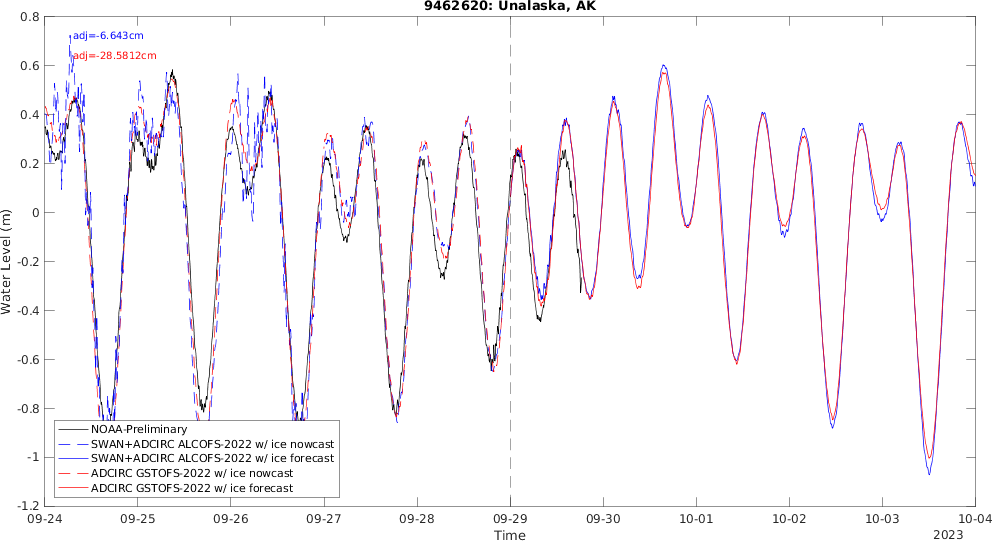 9462620: Unalaska, AK
adj=-6.643cm
adj=-28.5812cm
Water Level (m)
0.8
0.6
0.4
0.2
0
-0.2
-0.4
-0.6
-0.8
-1
-1.2
NOAA-Preliminary
SWAN+ADCIRC ALCOFS-2022 w/ ice nowcast
SWAN+ADCIRC ALCOFS-2022 w/ ice forecast
ADCIRC GSTOFS-2022 w/ ice nowcast
ADCIRC GSTOFS-2022 w/ ice forecast
09-24 09-25 09-26 09-27 09-28 09-29 09-30 10-01 10-02 10-03 10-04
Time
2023